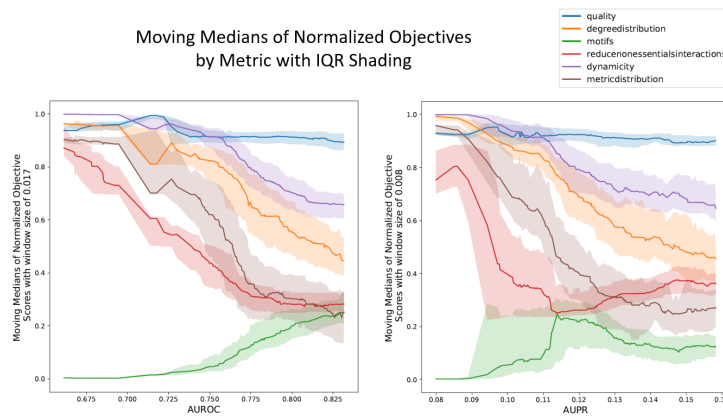 Moving Medians of Normalized Objectives
by Metric with IQR Shading
quality
degreedistribution
motifs
reducenonessentialsinteractions
dynamicity
metricdistribution
Moving Medians of Normalized Objective
Scores with window size of 0.017
1.0
0.8
0.6
0.4
0.2
0.0
0.675
0.700
0.725
0.750
0.775
0.800
0.825
AUROC
Moving Medians of Normalized Objective
Scores with window size of 0.008
1.0
0.8
0.6
0.4
0.2
0.0
0.08
0.09
0.10
0.11
0.12
0.13
0.14
0.15
AUPR